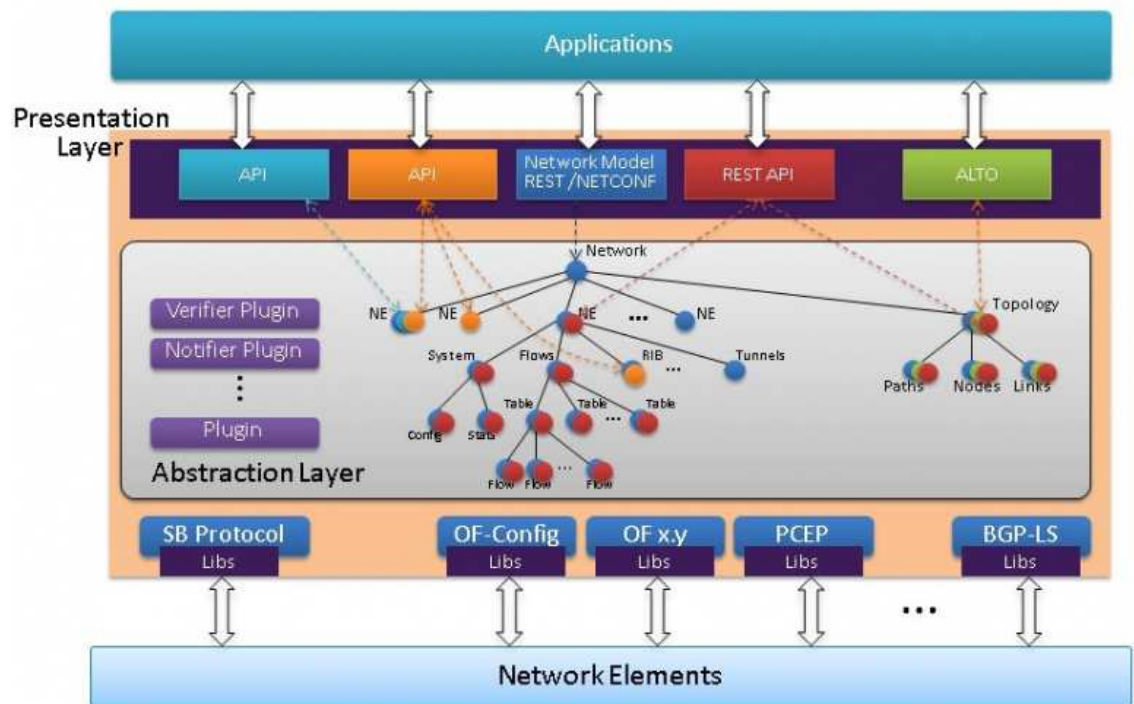 Applications
Presentation
Layer
API
API
Network Model
REST /NETCONF
REST API
ALTO
Network
Verifier Plugin
Notifier Plugin
Plugin
Abstraction Layer
NE
NE
NE
...
NE
Topology
System
Flows
RIB
...
Tunnels
Paths
Nodes
Links
Table
Table
...
Table
Config
Stats
Flow
Flow
...
Flow
SB Protocol
Libs
OF-Config
Libs
OF x.y
Libs
PCEP
Libs
...
BGP-LS
Libs
Network Elements